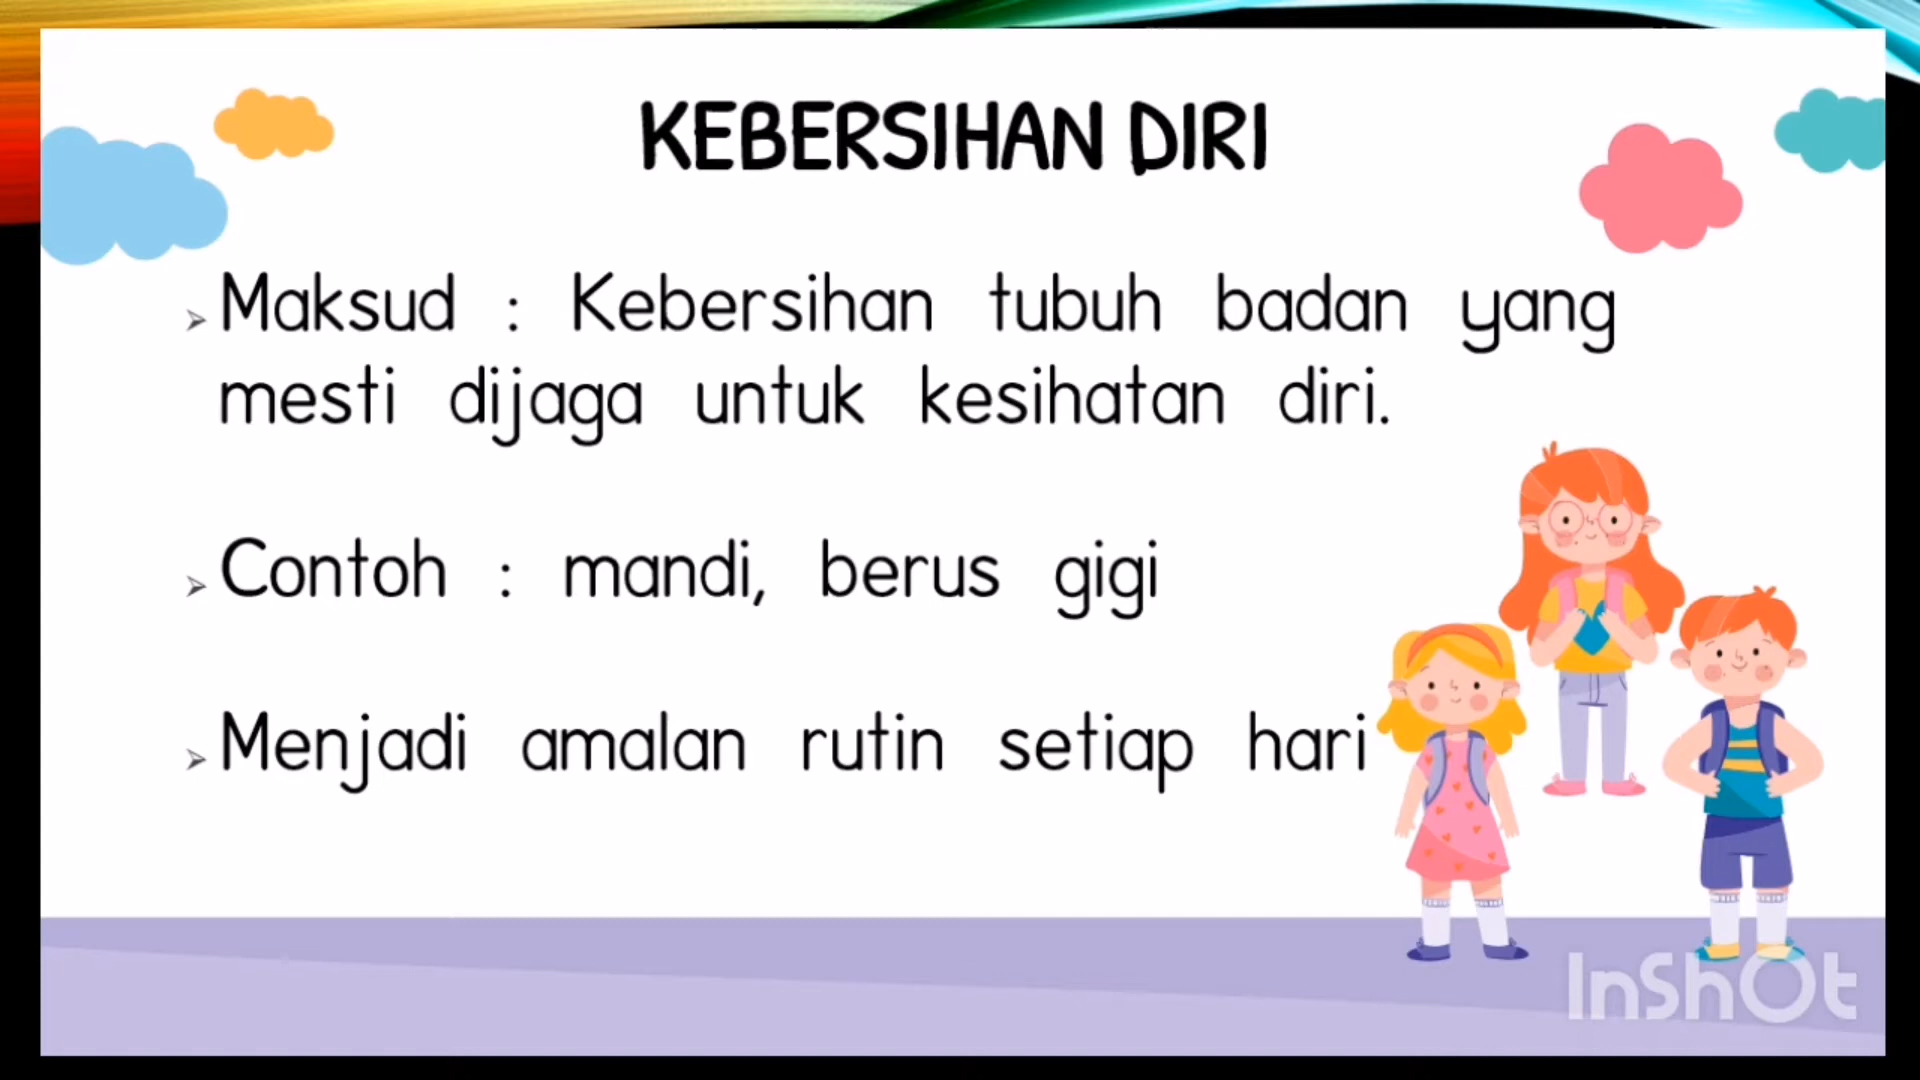 KEBERSIHAN DIRI
➢ Maksud : Kebersihan tubuh badan yang
mesti dijaga untuk kesihatan diri.
➢ Contoh : mandi, berus gigi
➢ Menjadi amalan rutin setiap hari
InShOt